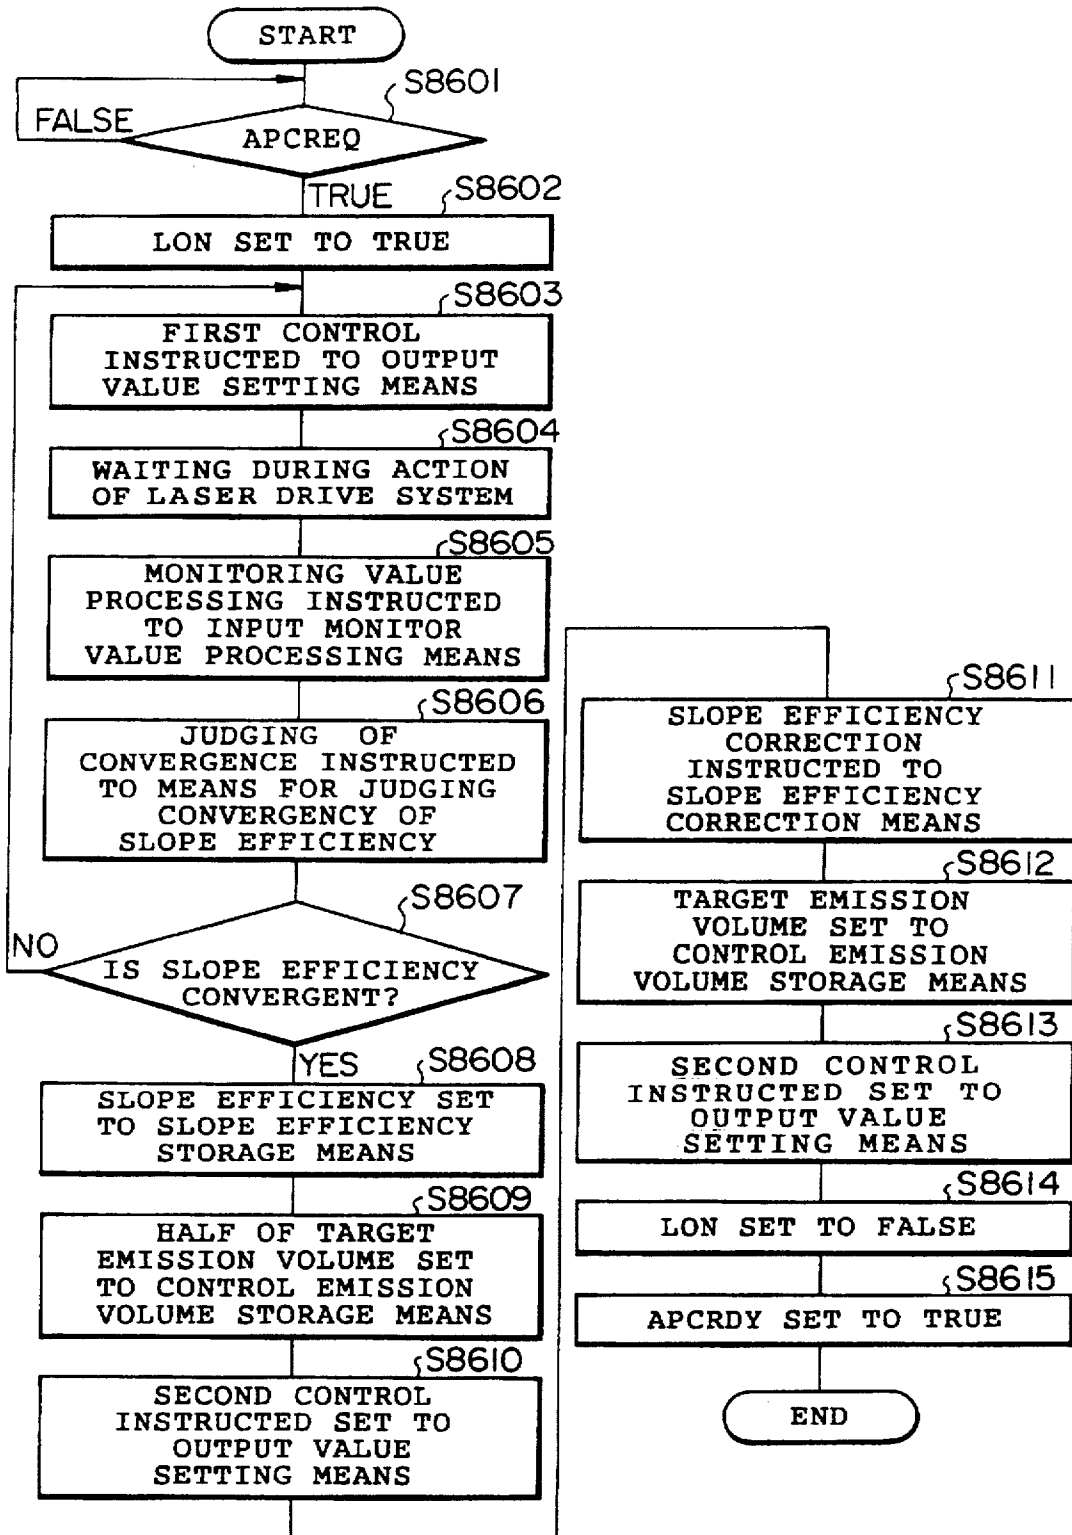 START
S8601
FALSE
APCREQ
TRUE
S8602
LON SET TO TRUE
S8603
FIRST CONTROL
INSTRUCTED TO OUTPUT
VALUE SETTING MEANS
S8604
WAITING DURING ACTION
OF LASER DRIVE SYSTEM
S8605
MONITORING VALUE
PROCESSING INSTRUCTED
TO INPUT MONITOR
VALUE PROCESSING MEANS
S8606
JUDGING OF
CONVERGENCE INSTRUCTED
TO MEANS FOR JUDGING
CONVERGENCY OF
SLOPE EFFICIENCY
S8607
NO
IS SLOPE EFFICIENCY
CONVERGENT?
YES
S8608
SLOPE EFFICIENCY SET
TO SLOPE EFFICIENCY
STORAGE MEANS
S8609
HALF OF TARGET
EMISSION VOLUME SET
TO CONTROL EMISSION
VOLUME STORAGE MEANS
S8610
SECOND CONTROL
INSTRUCTED SET TO
OUTPUT VALUE
SETTING MEANS
S8611
SLOPE EFFICIENCY
CORRECTION
INSTRUCTED TO
SLOPE EFFICIENCY
CORRECTION MEANS
S8612
TARGET EMISSION
VOLUME SET TO
CONTROL EMISSION
VOLUME STORAGE MEANS
S8613
SECOND CONTROL
INSTRUCTED SET TO
OUTPUT VALUE
SETTING MEANS
S8614
LON SET TO FALSE
S8615
APCRDY SET TO TRUE
END